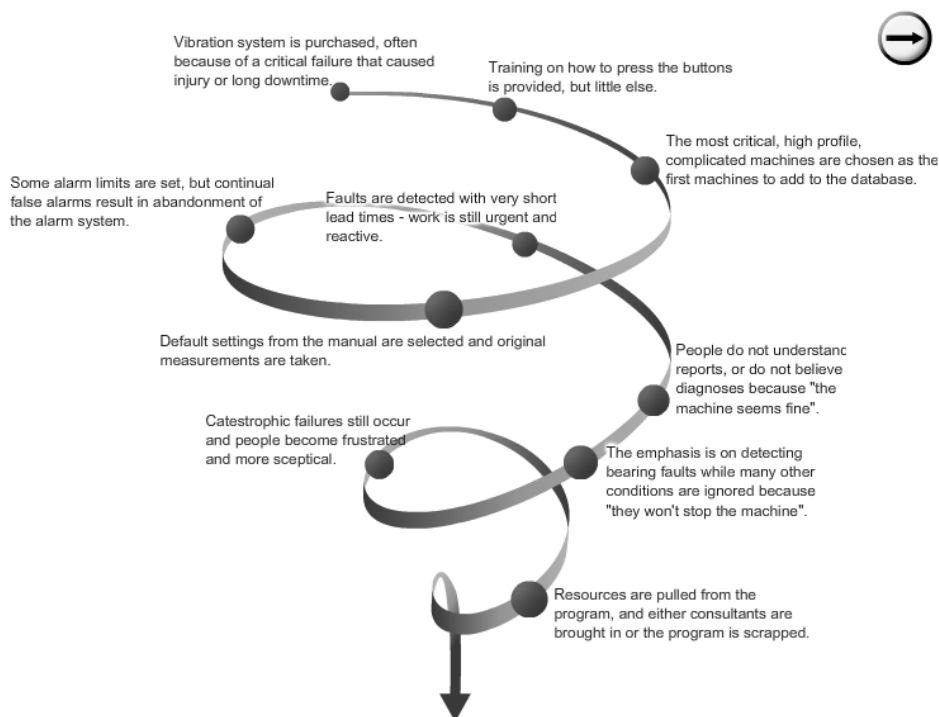 Vibration system is purchased, often
because of a critical failure that caused
injury or long downtime.
Training on how to press the buttons
is provided, but little else.
The most critical, high profile,
complicated machines are chosen as the
first machines to add to the database.
Default settings from the manual are selected and original
measurements are taken.
Some alarm limits are set, but continual
false alarms result in abandonment of
the alarm system.
Faults are detected with very short
lead times - work is still urgent and
reactive.
People do not understand
reports, or do not believe
diagnoses because "the
machine seems fine".
The emphasis is on detecting
bearing faults while many other
conditions are ignored because
"they won't stop the machine".
Catestrophic failures still occur
and people become frustrated
and more sceptical.
Resources are pulled from the
program, and either consultants are
brought in or the program is scrapped.